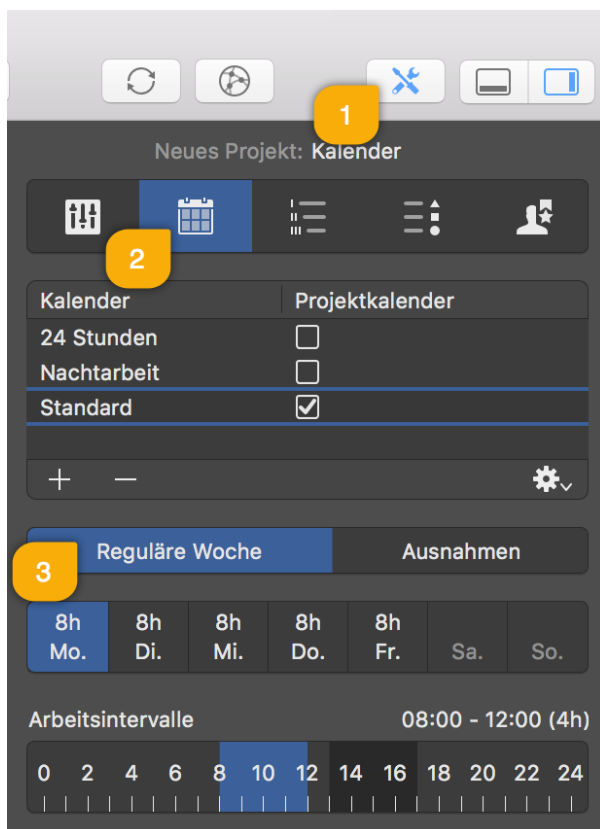 1
Neues Projekt: Kalender
2
Kalender Projektkalender
24 Stunden
Nachtarbeit
Standard
Reguläre Woche Ausnahmen
3
8h 8h 8h 8h 8h
Mo. Di. Mi. Do. Fr. Sa. So.
Arbeitsintervalle 08:00 - 12:00 (4h)
0 2 4 6 8 10 12 14 16 18 20 22 24